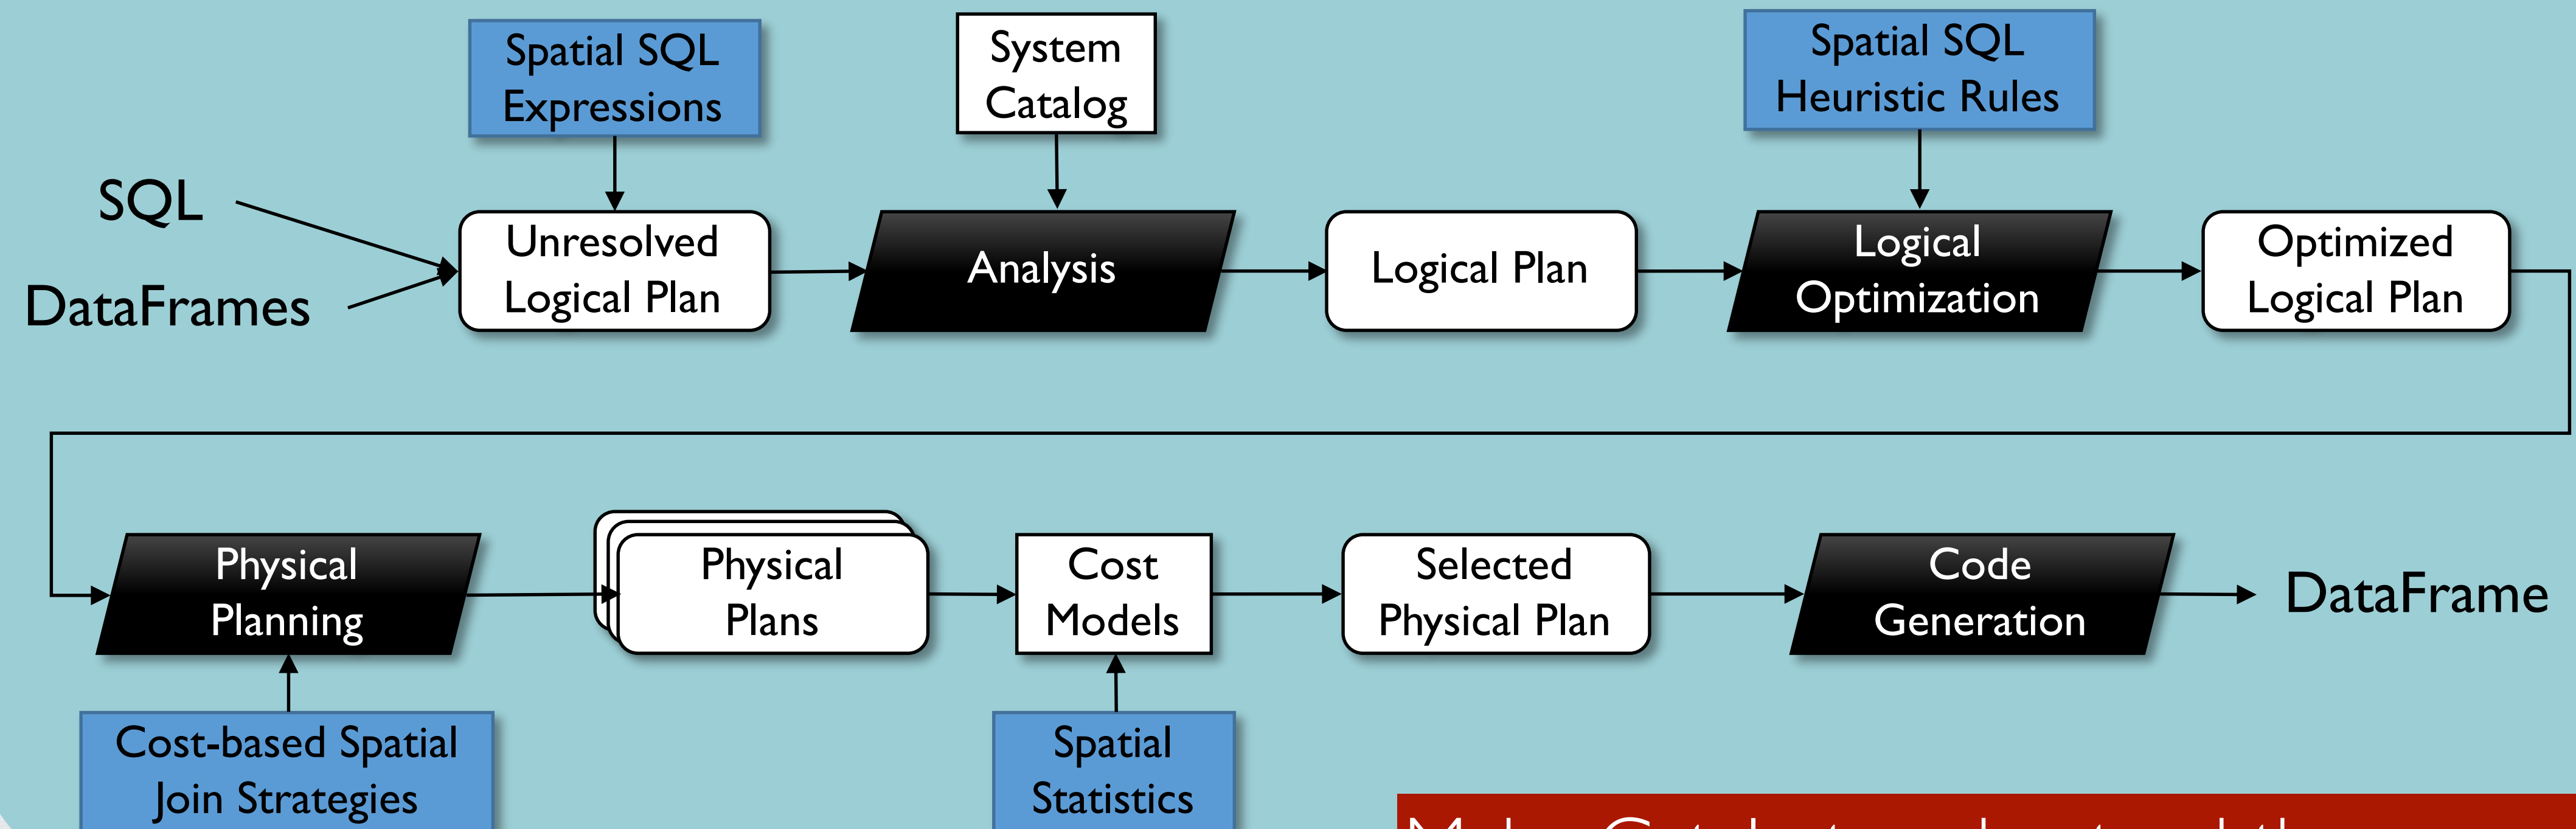 Spatial SQL
Expressions
System
Catalog
Spatial SQL
Heuristic Rules
SQL
DataFrames
Unresolved
Logical Plan
Analysis
Logical Plan
Logical
Optimization
Optimized
Logical Plan
Physical
Planning
Physical
Plans
Cost
Models
Selected
Physical Plan
Code
Generation
DataFrame
Cost-based Spatial
Join Strategies
Spatial
Statistics